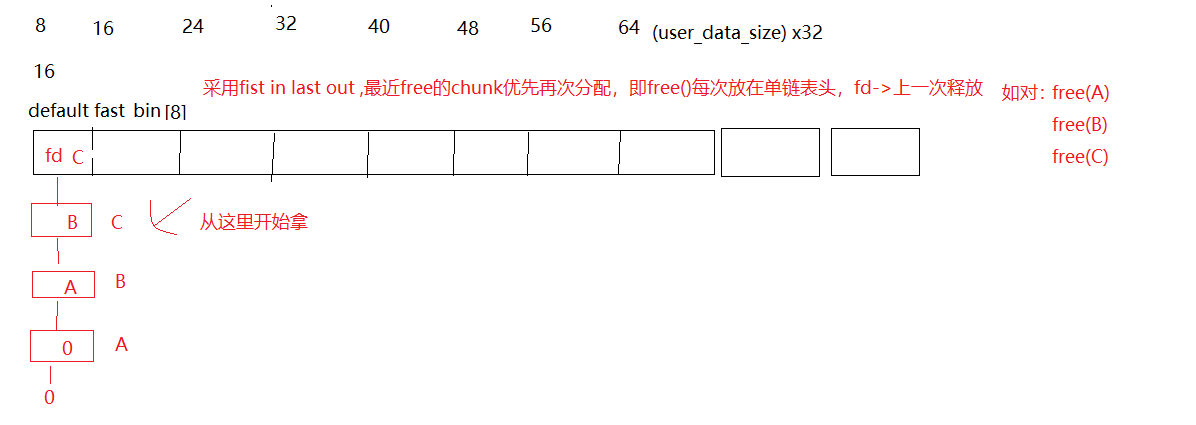 8 16 24 32 40 48 56 64 (user_data_size) x32
16
采用fist in last out ,最近free的chunk优先再次分配，即free()每次放在单链表头，fd->上一次释放 如对：free(A)
default fast bin [8] free(B)
fd C free(C)
B C 从这里开始拿
A B
0 A
0